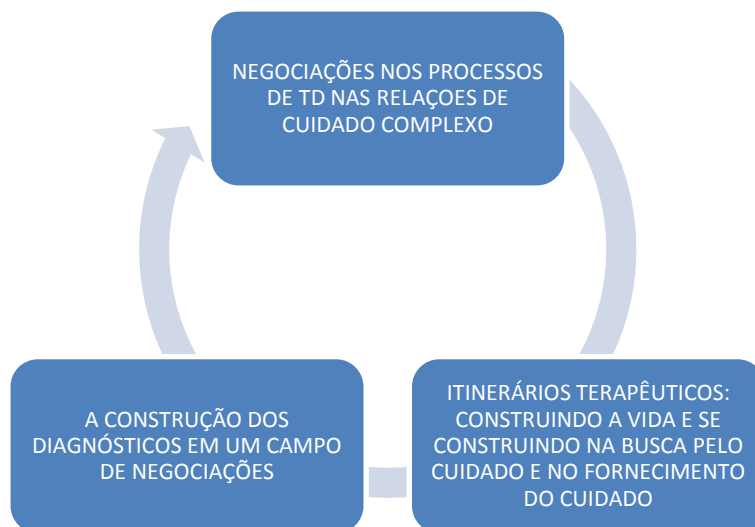 NEGOCIAÇÕES NOS PROCESSOS
DE TD NAS RELAÇOES DE
CUIDADO COMPLEXO
A CONSTRUÇÃO DOS
DIAGNÓSTICOS EM UM CAMPO
DE NEGOCIAÇÕES
ITINERÁRIOS TERAPÊUTICOS:
CONSTRUINDO A VIDA E SE
CONSTRUINDO NA BUSCA PELO
CUIDADO E NO FORNECIMENTO
DO CUIDADO